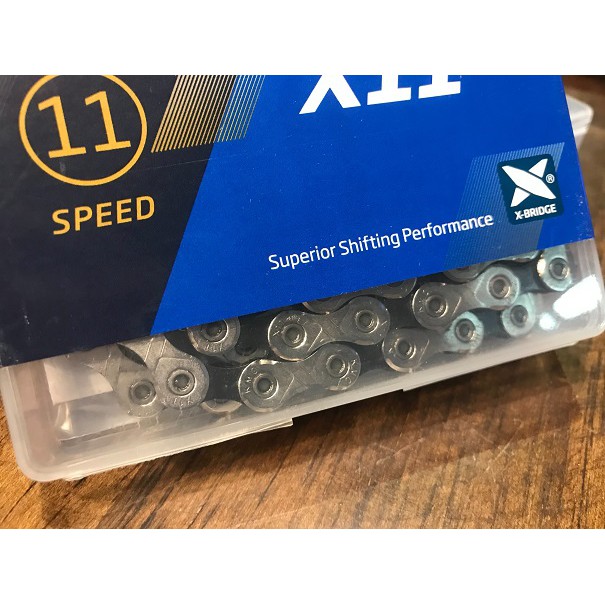 X11
11
SPEED
Superior Shifting Performance
®
X-BRIDGE